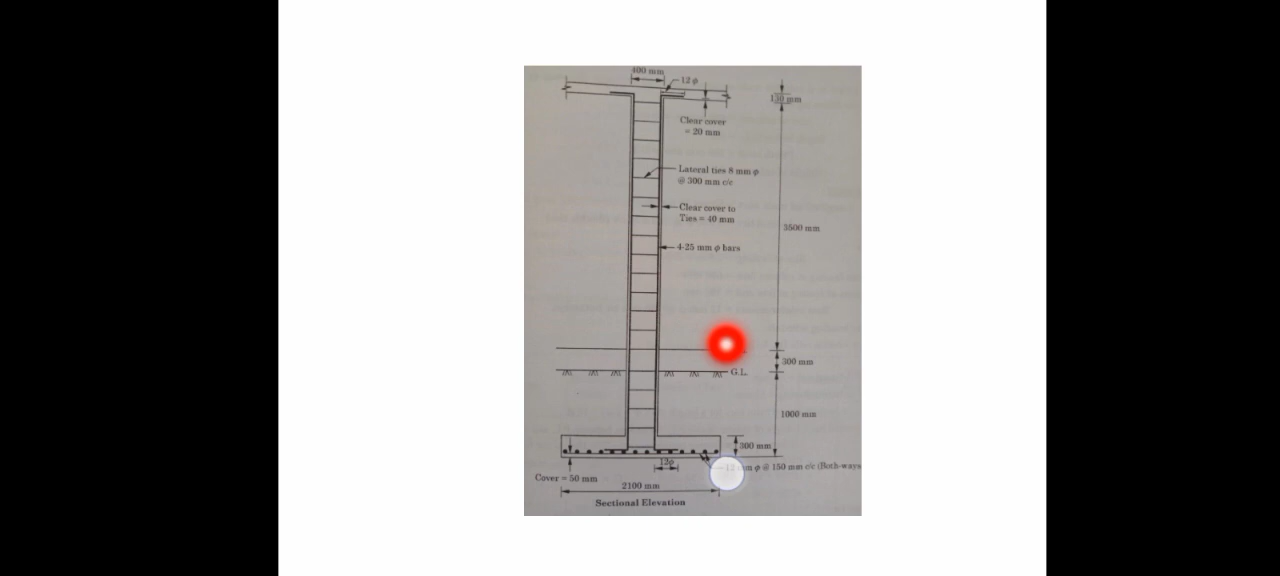 400 mm
12 ϕ
130 mm
Clear cover
= 20 mm
Lateral ties 8 mm ϕ
@ 300 mm c/c
Clear cover to
Ties = 40 mm
3500 mm
4-25 mm ϕ bars
300 mm
G.L.
1000 mm
300 mm
12ϕ
12 mm ϕ @ 150 mm c/c (Both-ways
Cover = 50 mm
2100 mm
Sectional Elevation